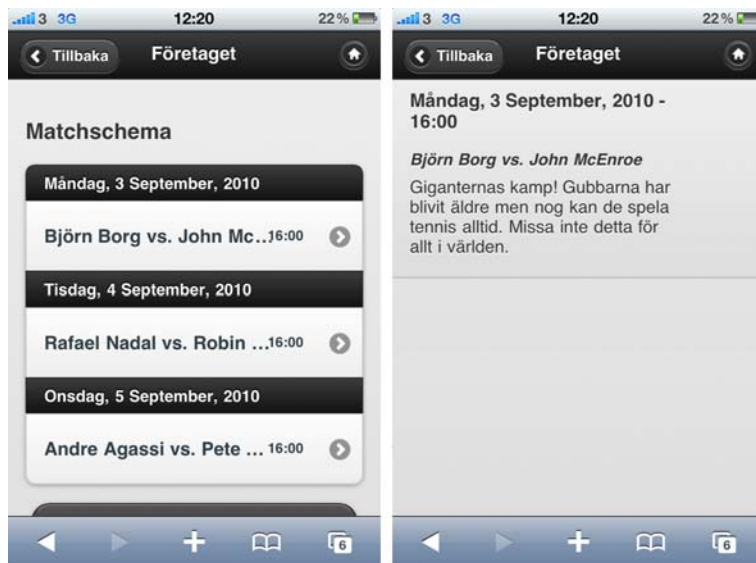 3 3G 12:20 22 %
Tillbaka Företaget
Matchschema
Måndag, 3 September, 2010
Björn Borg vs. John Mc... 16:00
Tisdag, 4 September, 2010
Rafael Nadal vs. Robin ... 16:00
Onsdag, 5 September, 2010
Andre Agassi vs. Pete ... 16:00
6
3 3G 12:20 22 %
Tillbaka Företaget
Måndag, 3 September, 2010 -
16:00
Björn Borg vs. John McEnroe
Giganternas kamp! Gubbarna har
blivit äldre men nog kan de spela
tennis alltid. Missa inte detta för
allt i världen.
6